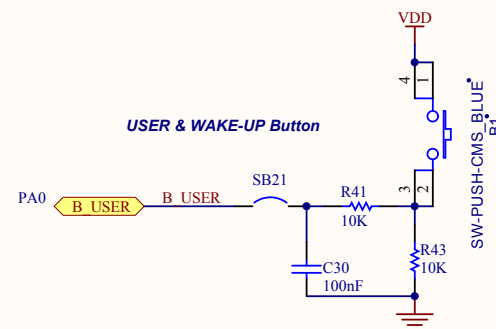 VDD
4
1
USER & WAKE-UP Button
SW-PUSH-CMS_BLUE
B1
SB21
PA0
B_USER
B_USER
R41
10K
3
2
C30
100nF
R43
10K